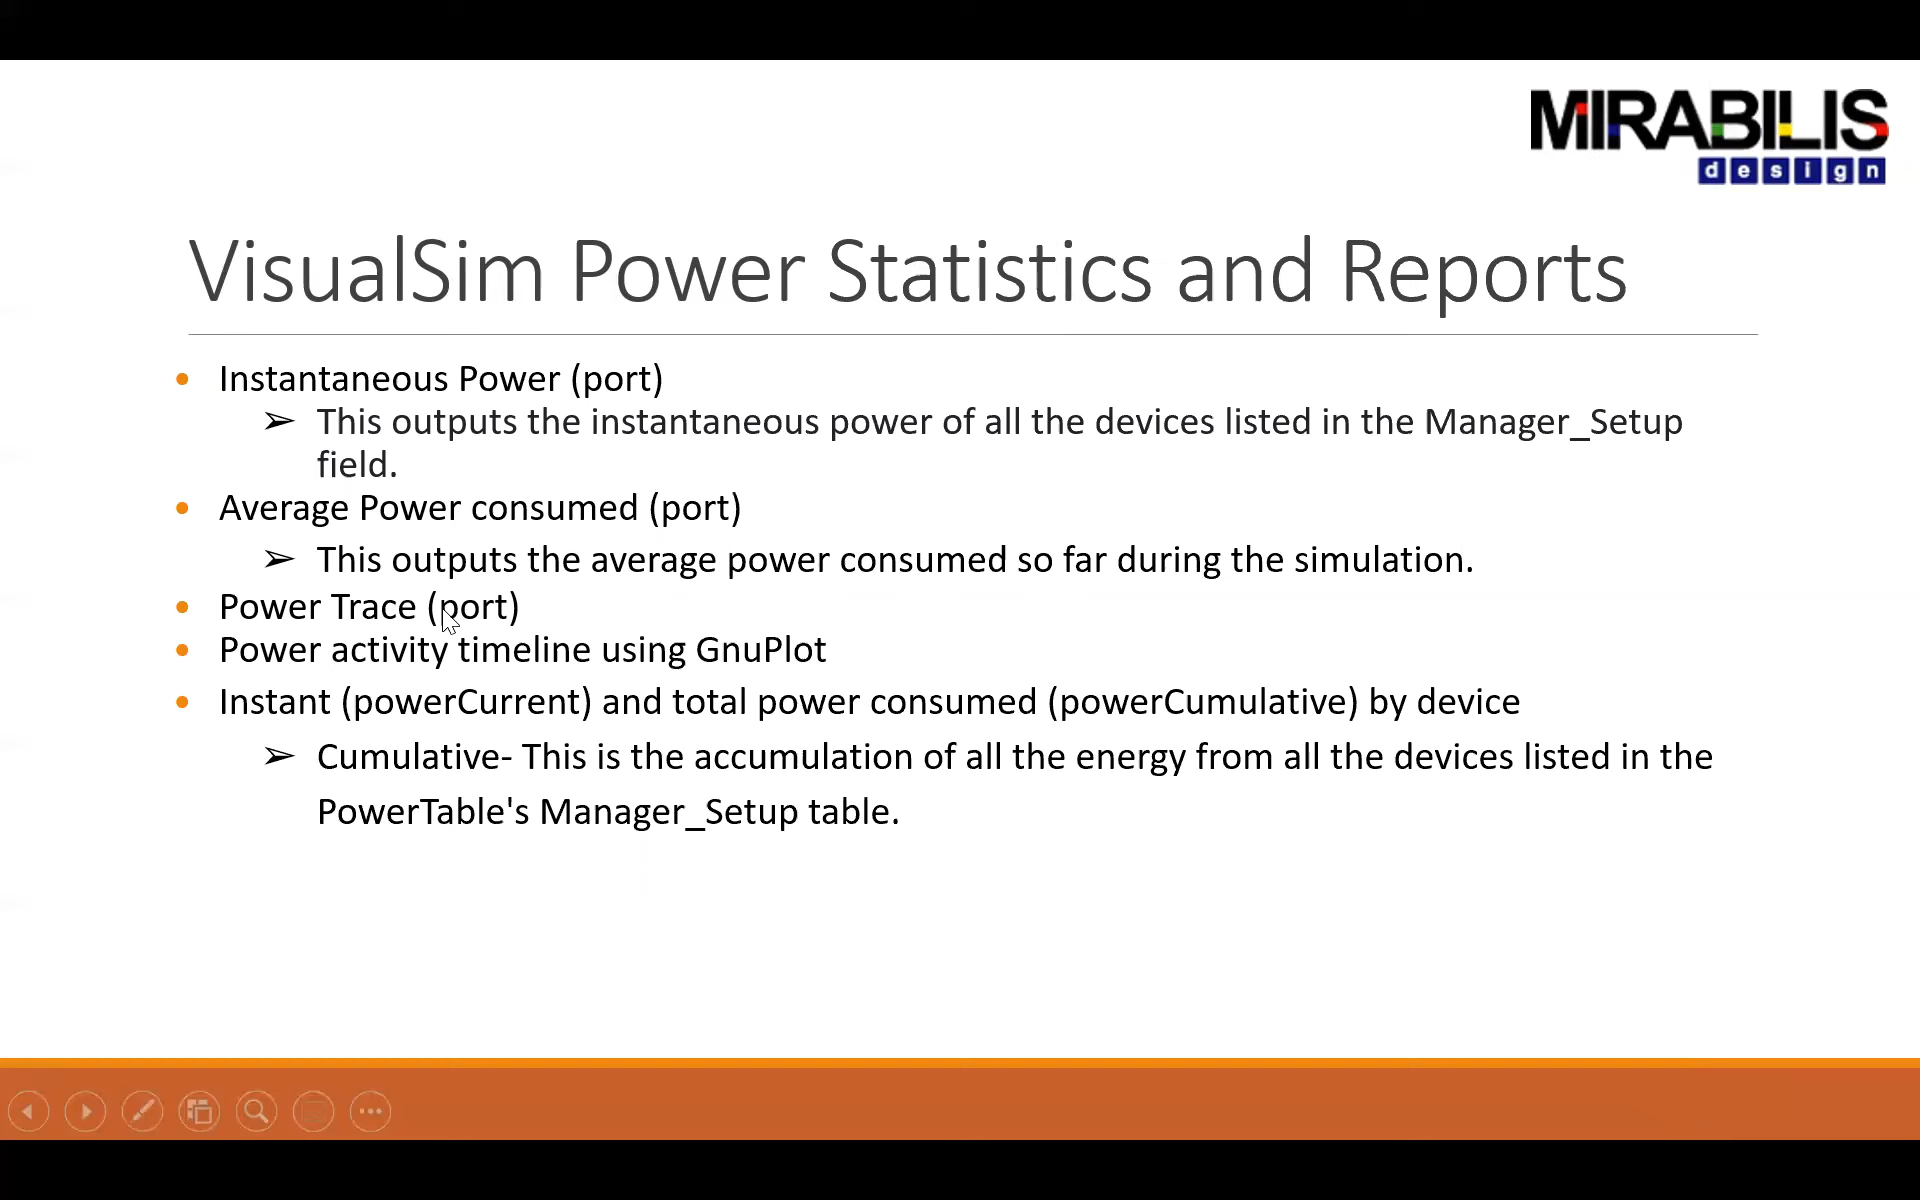 MIRABILIS
design
VisualSim Power Statistics and Reports
• Instantaneous Power (port)
➢ This outputs the instantaneous power of all the devices listed in the Manager_Setup
field.
• Average Power consumed (port)
➢ This outputs the average power consumed so far during the simulation.
• Power Trace (port)
• Power activity timeline using GnuPlot
• Instant (powerCurrent) and total power consumed (powerCumulative) by device
➢ Cumulative- This is the accumulation of all the energy from all the devices listed in the
PowerTable's Manager_Setup table.